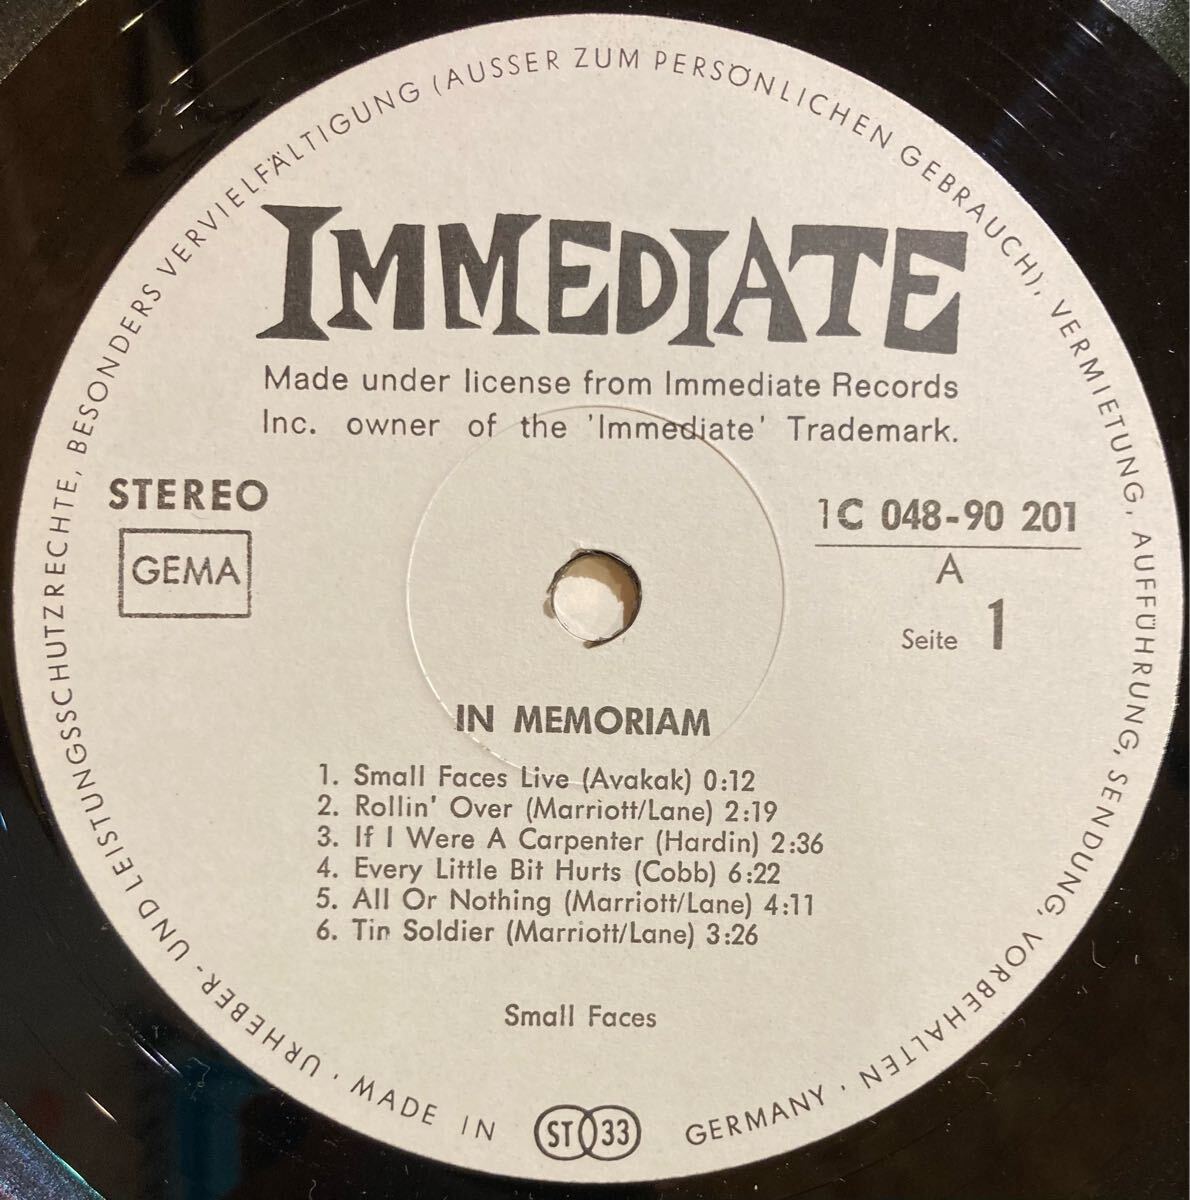 IMMEDIATE
Made under license from Immediate Records
Inc. owner of the 'Immediate' Trademark.
STEREO
GEMA
1C 048-90 201
A
Seite 1
IN MEMORIAM
1. Small Faces Live (Avakak) 0:12
2. Rollin' Over (Marriott/Lane) 2:19
3. If I Were A Carpenter (Hardin) 2:36
4. Every Little Bit Hurts (Cobb) 6:22
5. All Or Nothing (Marriott/Lane) 4:11
6. Tin Soldier (Marriott/Lane) 3:26
Small Faces
URHEBER- UND LEISTUNGSSCHUTZRECHTE, BESONDERS VERVIELFÄLTIGUNG (AUSSER ZUM PERSÖNLICHEN GEBRAUCH), VERMIETUNG, AUFFÜHRUNG, SENDUNG, VORBEHALTEN ·
· MADE IN ST 33 GERMANY